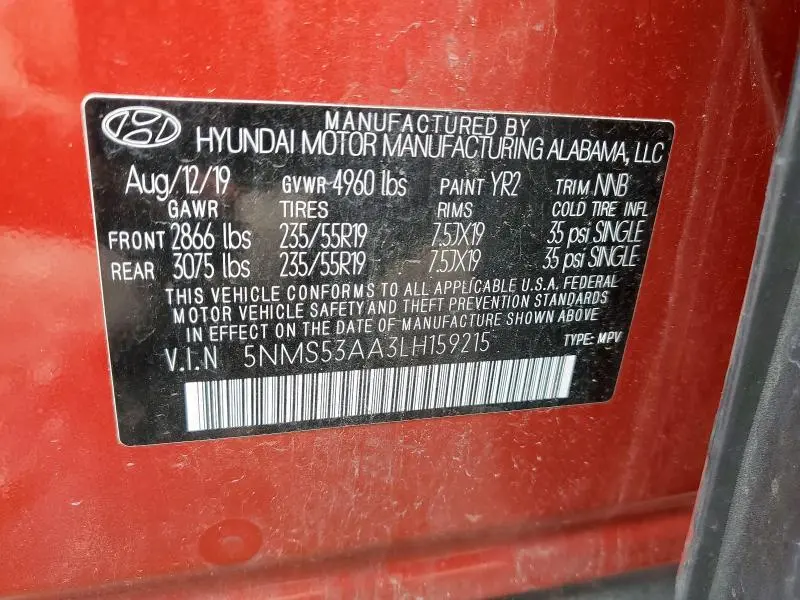 MANUFACTURED BY
HYUNDAI MOTOR MANUFACTURING ALABAMA, LLC
Aug/12/19 GVWR 4960 lbs PAINT YR2 TRIM NNB
GAWR TIRES RIMS COLD TIRE INFL
FRONT 2866 lbs 235/55R19 7.5JX19 35 psi SINGLE
REAR 3075 lbs 235/55R19 7.5JX19 35 psi SINGLE
THIS VEHICLE CONFORMS TO ALL APPLICABLE U.S.A. FEDERAL
MOTOR VEHICLE SAFETY AND THEFT PREVENTION STANDARDS
IN EFFECT ON THE DATE OF MANUFACTURE SHOWN ABOVE
V.I.N 5NMS53AA3LH159215 TYPE: MPV